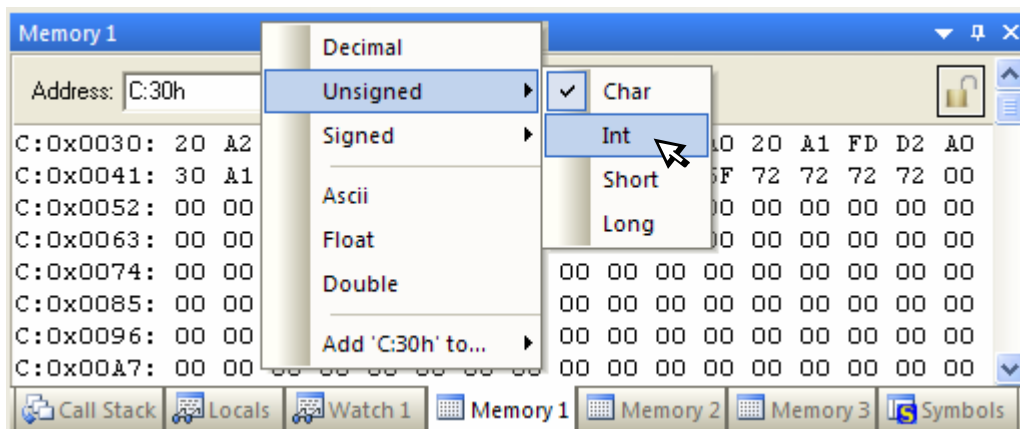 Memory 1
Address: C:30h
Decimal
Unsigned
Signed
Ascii
Float
Double
Add 'C:30h' to...
Char
Int
Short
Long
C:0x0030: 20 A2 20 A1 FD D2 A0
C:0x0041: 30 A1 72 72 72 72 00
C:0x0052: 00 00 00 00 00 00 00
C:0x0063: 00 00 00 00 00 00 00
C:0x0074: 00 00 00 00 00 00 00 00 00 00 00
C:0x0085: 00 00 00 00 00 00 00 00 00 00 00
C:0x0096: 00 00 00 00 00 00 00 00 00 00 00
C:0x00A7: 00 00 00 00 00 00 00 00 00 00 00
Call Stack Locals Watch 1 Memory 1 Memory 2 Memory 3 Symbols